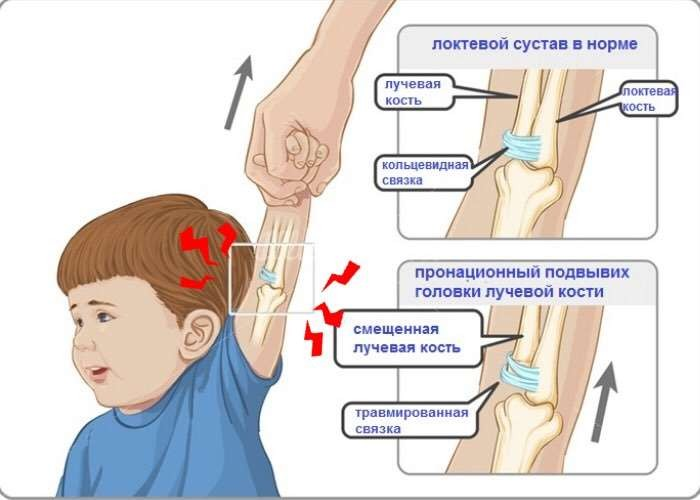 локтевой сустав в норме
лучевая
кость
локтевая
кость
кольцевидная
связка
пронационный подвывих
головки лучевой кости
смещенная
лучевая кость
травмированная
связка